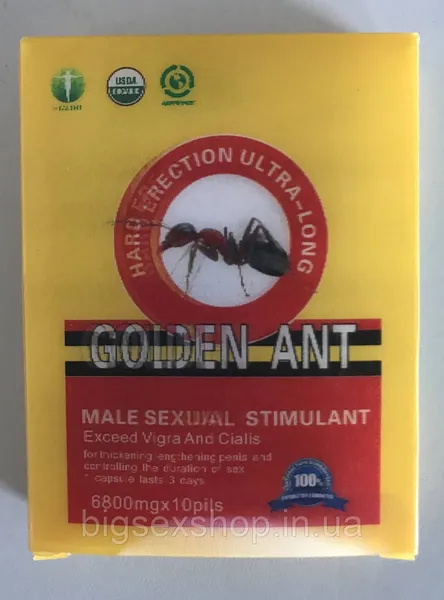 USDA
ORGANIC
HARD ERECTION ULTRA-LONG
GOLDEN ANT
MALE SEXUAL STIMULANT
Exceed Vigra And Cialis
for thickening lengthening penis and
controlling the duration of sex
1 capsule lasts 3 days
100%
6800mgx10pils
bigsexshop.in.ua